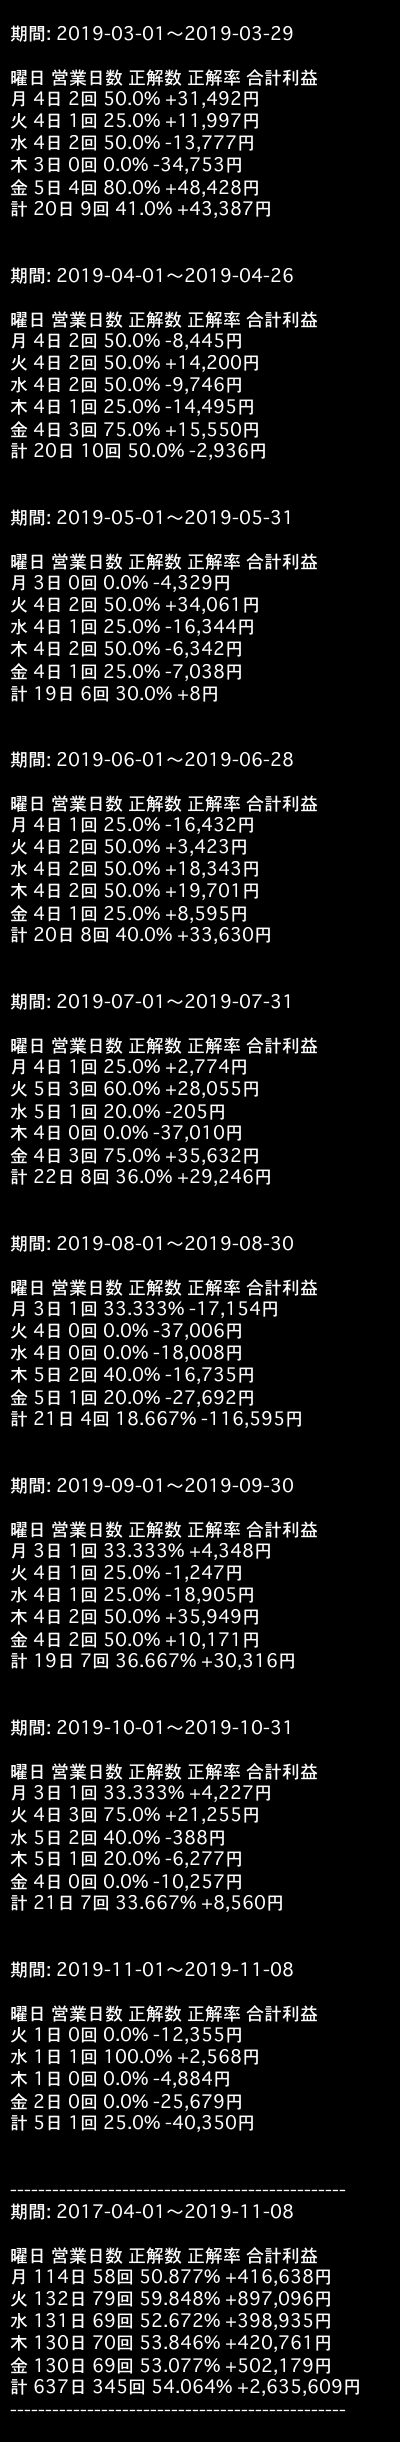 期間: 2019-03-01～2019-03-29
曜日 営業日数 正解数 正解率 合計利益
月 4日 2回 50.0% +31,492円
火 4日 1回 25.0% +11,997円
水 4日 2回 50.0% -13,777円
木 3日 0回 0.0% -34,753円
金 5日 4回 80.0% +48,428円
計 20日 9回 41.0% +43,387円
期間: 2019-04-01～2019-04-26
曜日 営業日数 正解数 正解率 合計利益
月 4日 2回 50.0% -8,445円
火 4日 2回 50.0% +14,200円
水 4日 2回 50.0% -9,746円
木 4日 1回 25.0% -14,495円
金 4日 3回 75.0% +15,550円
計 20日 10回 50.0% -2,936円
期間: 2019-05-01～2019-05-31
曜日 営業日数 正解数 正解率 合計利益
月 3日 0回 0.0% -4,329円
火 4日 2回 50.0% +34,061円
水 4日 1回 25.0% -16,344円
木 4日 2回 50.0% -6,342円
金 4日 1回 25.0% -7,038円
計 19日 6回 30.0% +8円
期間: 2019-06-01～2019-06-28
曜日 営業日数 正解数 正解率 合計利益
月 4日 1回 25.0% -16,432円
火 4日 2回 50.0% +3,423円
水 4日 2回 50.0% +18,343円
木 4日 2回 50.0% +19,701円
金 4日 1回 25.0% +8,595円
計 20日 8回 40.0% +33,630円
期間: 2019-07-01～2019-07-31
曜日 営業日数 正解数 正解率 合計利益
月 4日 1回 25.0% +2,774円
火 5日 3回 60.0% +28,055円
水 5日 1回 20.0% -205円
木 4日 0回 0.0% -37,010円
金 4日 3回 75.0% +35,632円
計 22日 8回 36.0% +29,246円
期間: 2019-08-01～2019-08-30
曜日 営業日数 正解数 正解率 合計利益
月 3日 1回 33.333% -17,154円
火 4日 0回 0.0% -37,006円
水 4日 0回 0.0% -18,008円
木 5日 2回 40.0% -16,735円
金 5日 1回 20.0% -27,692円
計 21日 4回 18.667% -116,595円
期間: 2019-09-01～2019-09-30
曜日 営業日数 正解数 正解率 合計利益
月 3日 1回 33.333% +4,348円
火 4日 1回 25.0% -1,247円
水 4日 1回 25.0% -18,905円
木 4日 2回 50.0% +35,949円
金 4日 2回 50.0% +10,171円
計 19日 7回 36.667% +30,316円
期間: 2019-10-01～2019-10-31
曜日 営業日数 正解数 正解率 合計利益
月 3日 1回 33.333% +4,227円
火 4日 3回 75.0% +21,255円
水 5日 2回 40.0% -388円
木 5日 1回 20.0% -6,277円
金 4日 0回 0.0% -10,257円
計 21日 7回 33.667% +8,560円
期間: 2019-11-01～2019-11-08
曜日 営業日数 正解数 正解率 合計利益
火 1日 0回 0.0% -12,355円
水 1日 1回 100.0% +2,568円
木 1日 0回 0.0% -4,884円
金 2日 0回 0.0% -25,679円
計 5日 1回 25.0% -40,350円
------------------------------------------------
期間: 2017-04-01～2019-11-08
曜日 営業日数 正解数 正解率 合計利益
月 114日 58回 50.877% +416,638円
火 132日 79回 59.848% +897,096円
水 131日 69回 52.672% +398,935円
木 130日 70回 53.846% +420,761円
金 130日 69回 53.077% +502,179円
計 637日 345回 54.064% +2,635,609円
------------------------------------------------